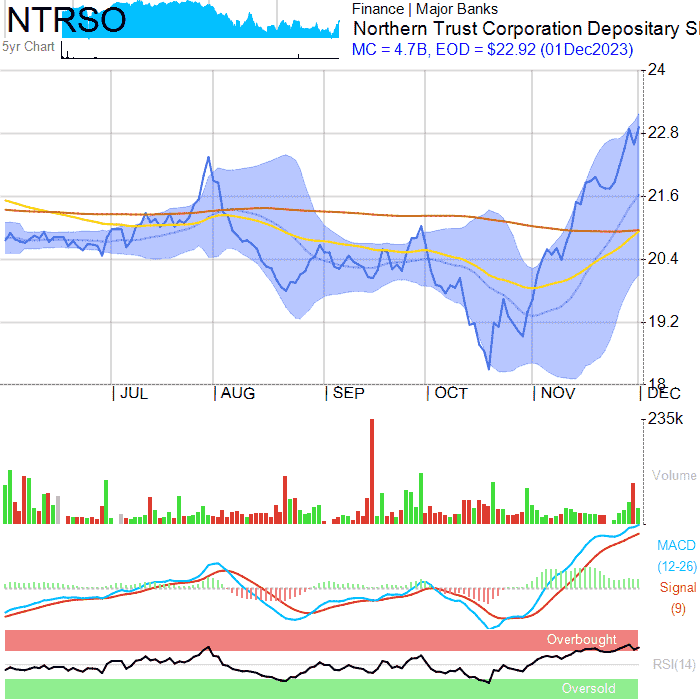 NTRSO
Finance | Major Banks
Northern Trust Corporation Depositary S
5yr Chart
MC = 4.7B, EOD = $22.92 (01Dec2023)
24
22.8
21.6
20.4
19.2
18
JUL
AUG
SEP
OCT
NOV
DEC
235k
Volume
MACD
(12-26)
Signal
(9)
Overbought
RSI(14)
Oversold